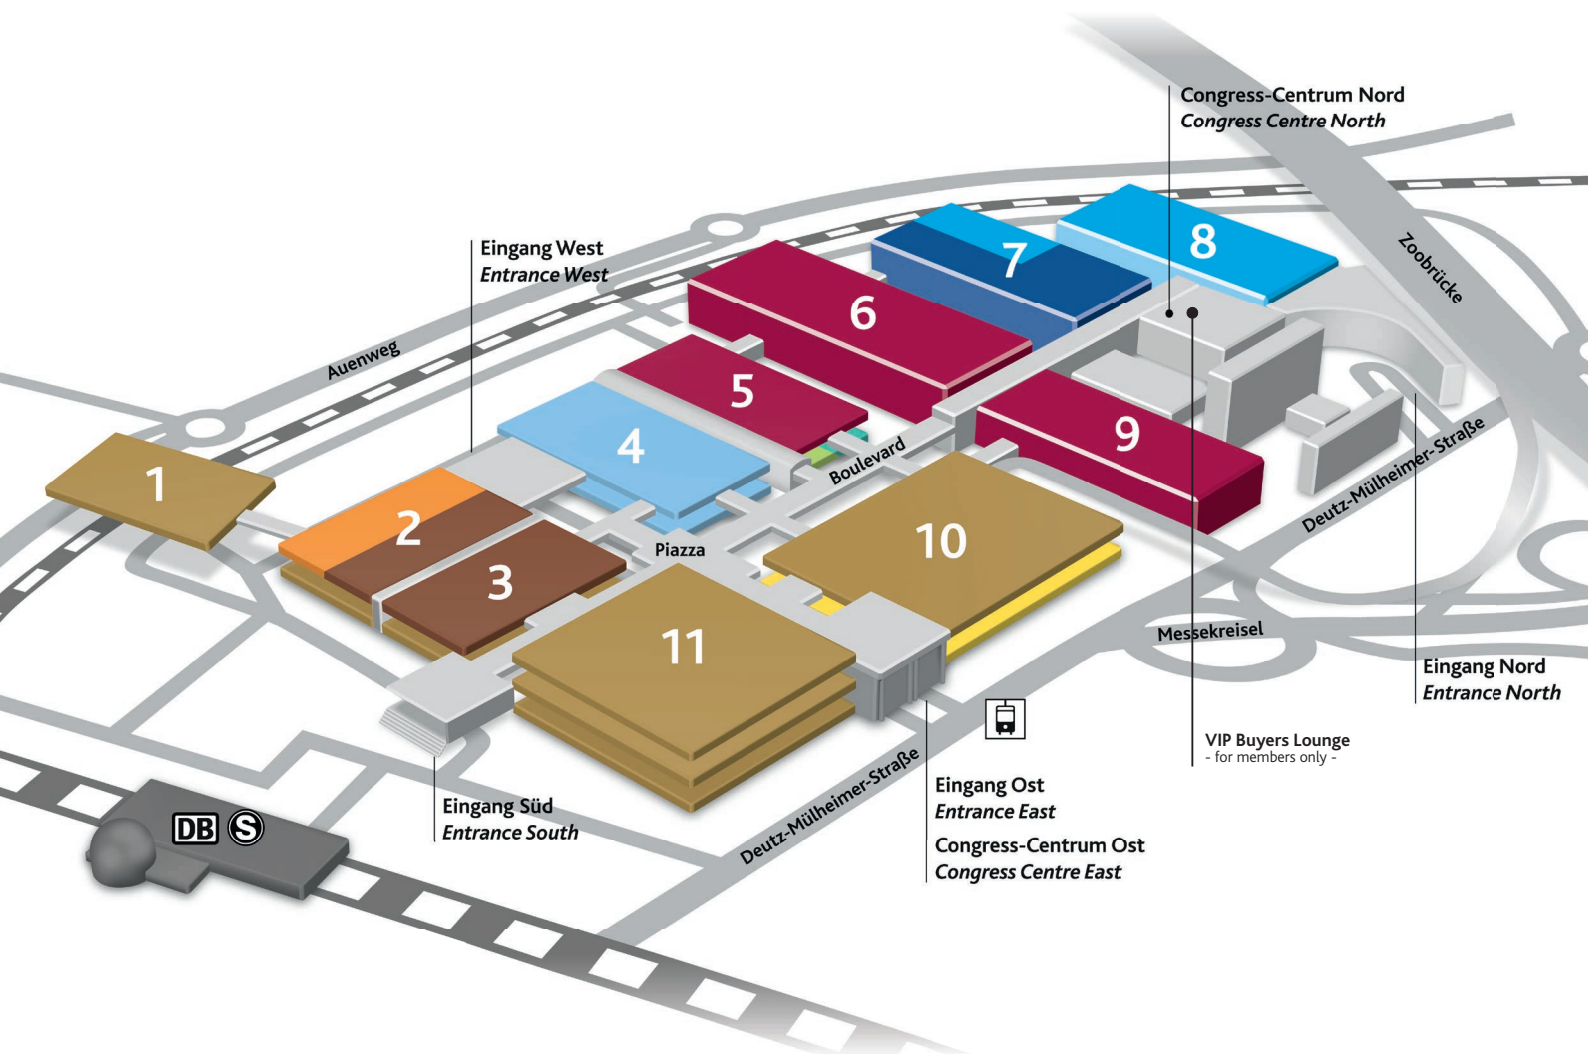 Congress-Centrum Nord
Congress Centre North
Zoobrücke
Eingang West
Entrance West
Auenweg
8
7
6
5
4
9
1
2
3
10
11
Boulevard
Piazza
Deutz-Mülheimer-Straße
Messekreisel
Eingang Nord
Entrance North
VIP Buyers Lounge
- for members only -
Deutz-Mülheimer-Straße
Eingang Ost
Entrance East
Congress-Centrum Ost
Congress Centre East
Eingang Süd
Entrance South
DB S